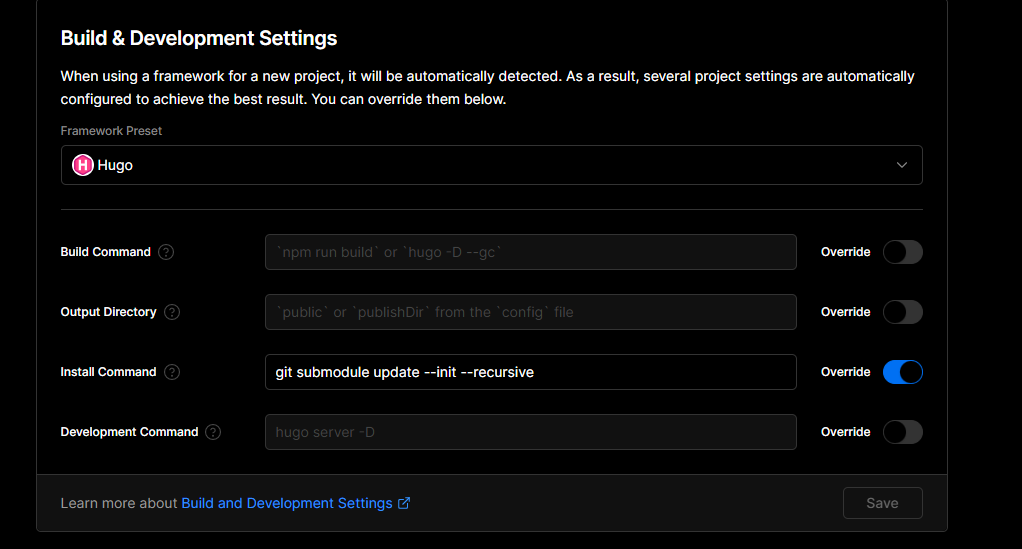 Build & Development Settings
When using a framework for a new project, it will be automatically detected. As a result, several project settings are automatically
configured to achieve the best result. You can override them below.
Framework Preset
H Hugo
Build Command ? `npm run build` or `hugo -D --gc` Override
Output Directory ? `public` or `publishDir` from the `config` file Override
Install Command ? git submodule update --init --recursive Override
Development Command ? hugo server -D Override
Learn more about Build and Development Settings Save